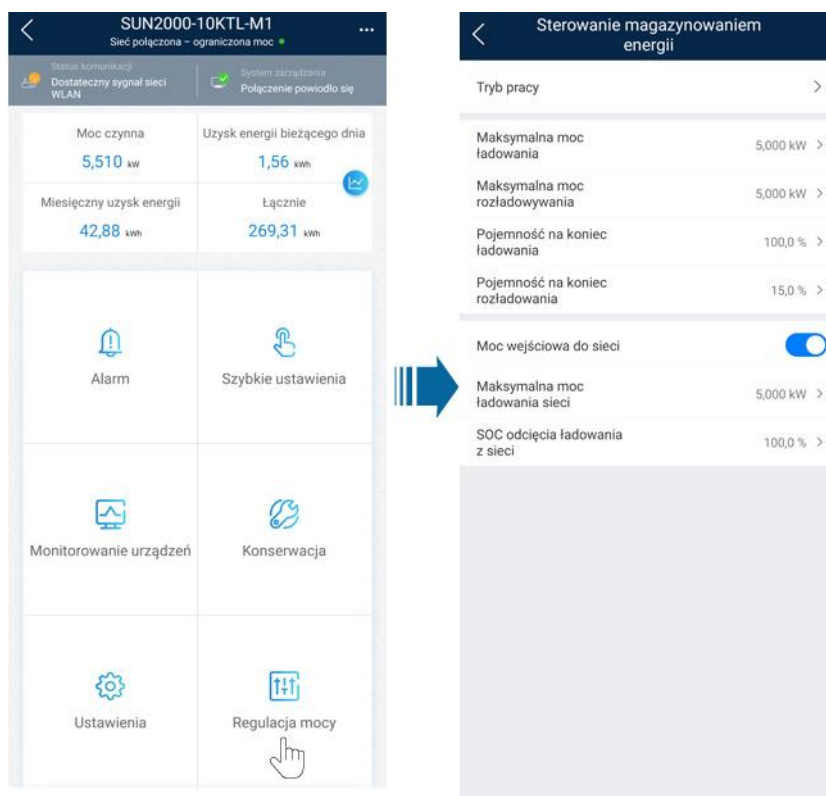 SUN2000-10KTL-M1
Sieć połączona – ograniczona moc
Status komunikacji
Dostateczny sygnał sieci
WLAN
System zarządzania
Połączenie powiodło się
Moc czynna
5,510 kW
Uzysk energii bieżącego dnia
1,56 kWh
Miesięczny uzysk energii
42,88 kWh
Łącznie
269,31 kWh
Alarm
Szybkie ustawienia
Monitorowanie urządzeń
Konserwacja
Ustawienia
Regulacja mocy
Sterowanie magazynowaniem
energii
Tryb pracy
Maksymalna moc
ładowania
5,000 kW
Maksymalna moc
rozładowywania
5,000 kW
Pojemność na koniec
ładowania
100,0 %
Pojemność na koniec
rozładowania
15,0 %
Moc wejściowa do sieci
Maksymalna moc
ładowania sieci
5,000 kW
SOC odcięcia ładowania
z sieci
100,0 %